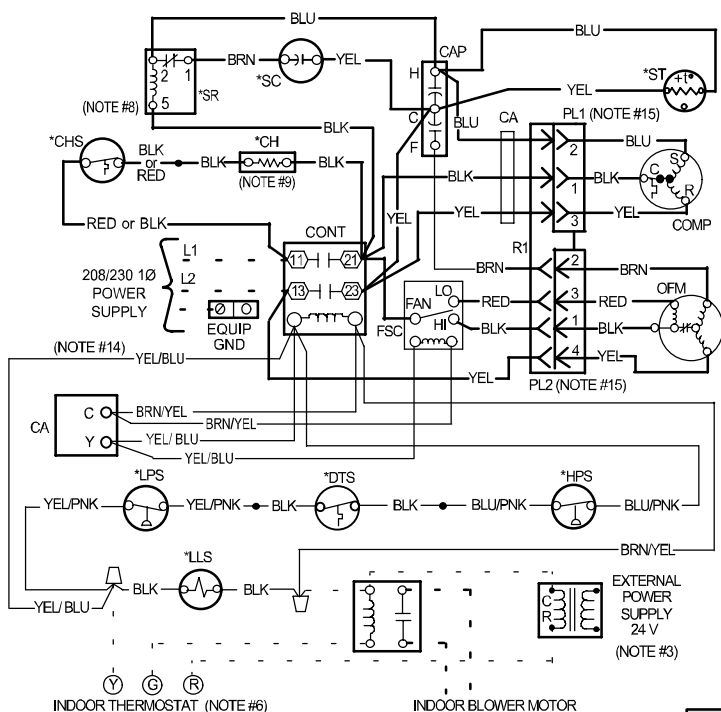 BLU
CAP
BLU
2 1
BRN
YEL
*SC
*SR
5
(NOTE #8)
H
C
F
*ST
+t°
YEL
BLU
CA
PL1 (NOTE #15)
BLK
*CHS
BLK
or
RED
BLK
*CH
BLK
(NOTE #9)
2
BLU
S
BLK
1
BLK
C
R
YEL
3
YEL
COMP
RED or BLK
CONT
YEL
L1
11
21
L2
13
23
208/230 1Ø
POWER
SUPPLY
EQUIP
GND
R1
BRN
2
BRN
OFM
LO
FAN
RED
3
RED
HI
BLK
1
BLK
FSC
4
YEL
YEL
PL2 (NOTE #15)
(NOTE #14)
YEL/BLU
CA
C
BRN/YEL
BRN/YEL
Y
YEL/ BLU
YEL/BLU
*LPS
*DTS
*HPS
YEL/PNK
YEL/PNK
BLK
BLK
BLU/PNK
BLU/PNK
BRN/YEL
*LLS
BLK
BLK
YEL/ BLU
C
R
EXTERNAL
POWER
SUPPLY
24 V
(NOTE #3)
Y G R
INDOOR THERMOSTAT (NOTE #6)
INDOOR BLOWER MOTOR